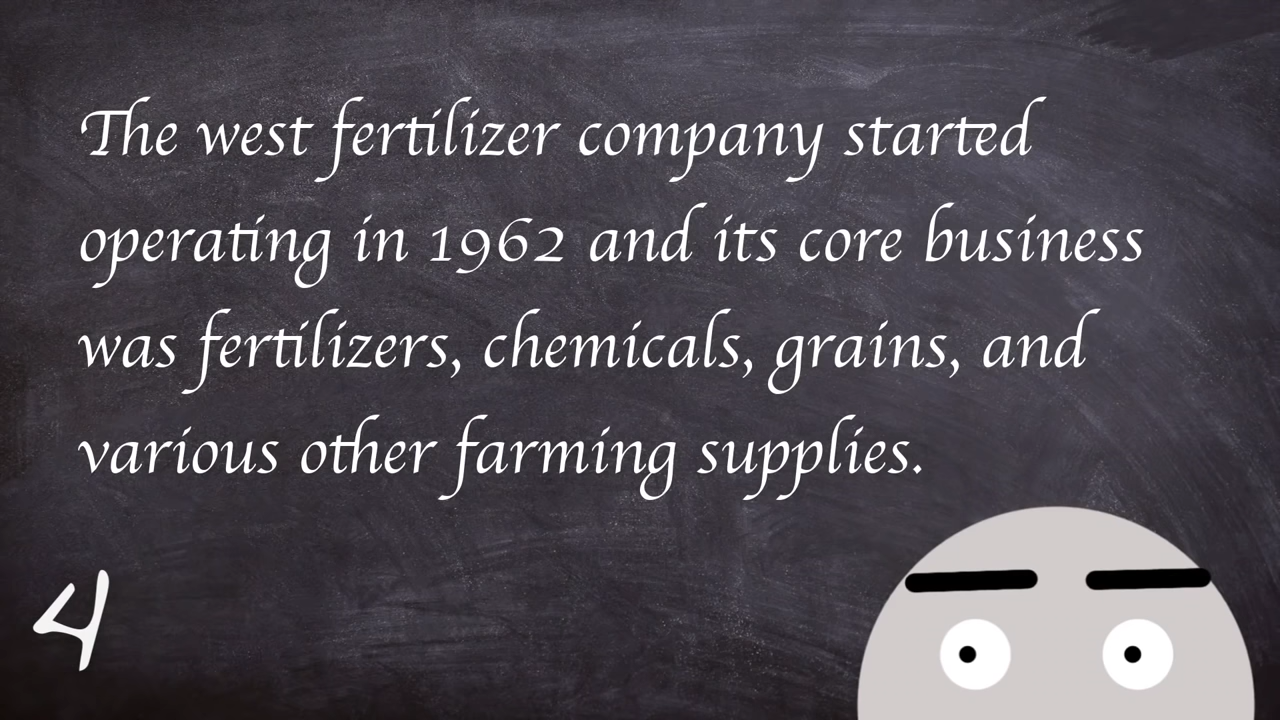 The west fertilizer company started
operating in 1962 and its core business
was fertilizers, chemicals, grains, and
various other farming supplies.
4